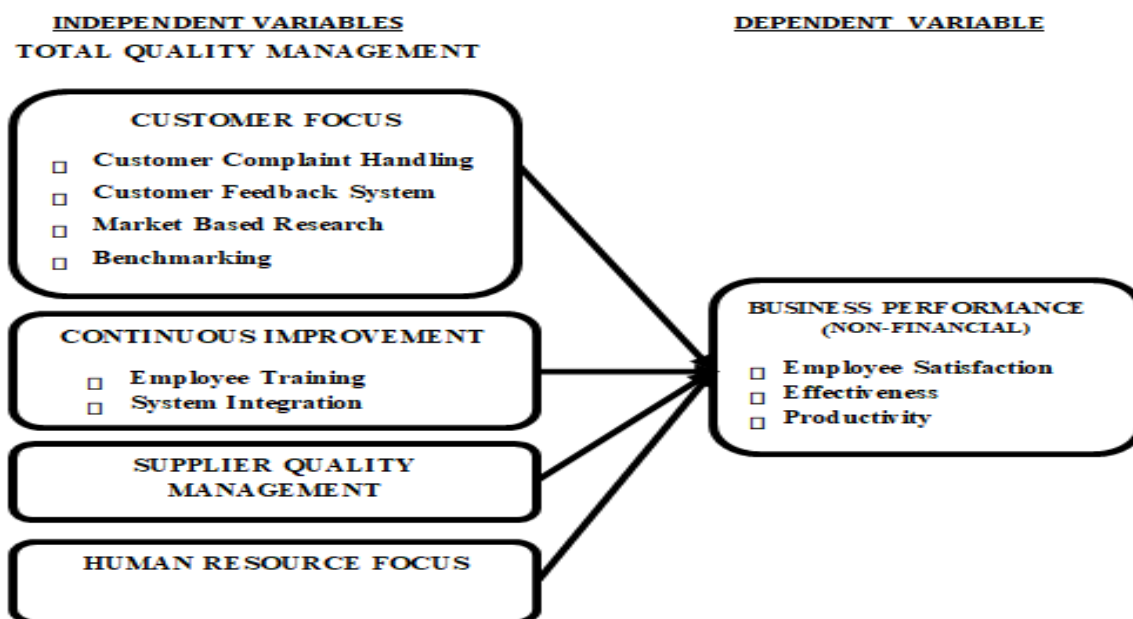 INDEPENDENT VARIABLES
TOTAL QUALITY MANAGEMENT
DEPENDENT VARIABLE
CUSTOMER FOCUS
Customer Complaint Handling
Customer Feedback System
Market Based Research
Benchmarking
CONTINUOUS IMPROVEMENT
Employee Training
System Integration
SUPPLIER QUALITY
MANAGEMENT
HUMAN RESOURCE FOCUS
BUSINESS PERFORMANCE
(NON-FINANCIAL)
Employee Satisfaction
Effectiveness
Productivity